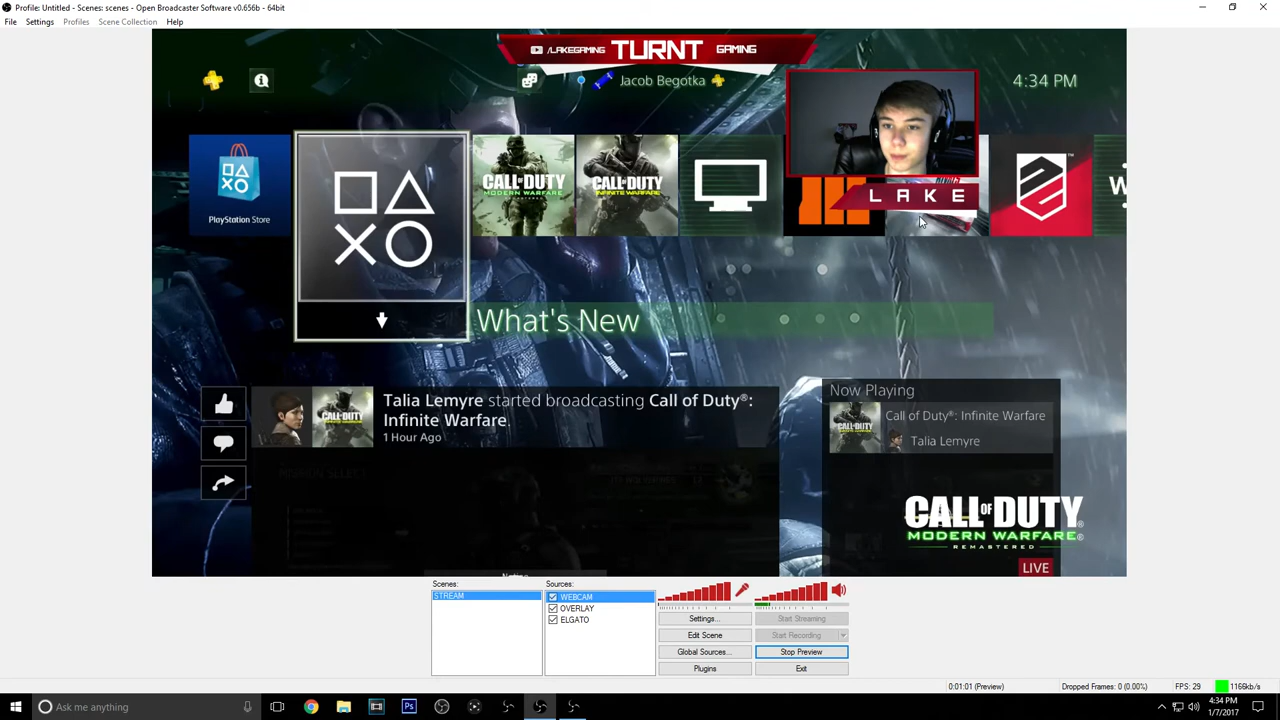 Profile: Untitled - Scenes: scenes - Open Broadcaster Software v0.656b - 64bit
File Settings Profiles Scene Collection Help
/LAKEGAMING TURNT GAMING
Jacob Begotka
4:34 PM
PlayStation Store
CALL OF DUTY
MODERN WARFARE
REMASTERED
CALL OF DUTY
INFINITE WARFARE
LAKE
What's New
Talia Lemyre started broadcasting Call of Duty®:
Infinite Warfare.
1 Hour Ago
Now Playing
Call of Duty®: Infinite Warfare
Talia Lemyre
CALL OF DUTY®
MODERN WARFARE®
REMASTERED
LIVE
Scenes:
STREAM
Sources:
WEBCAM
OVERLAY
ELGATO
Settings...
Edit Scene
Global Sources...
Plugins
Start Streaming
Start Recording
Stop Preview
Exit
0:01:01 (Preview)
Dropped Frames: 0 (0.00%)
FPS: 29
1166kb/s
Ask me anything
Ps
4:34 PM
1/7/2017